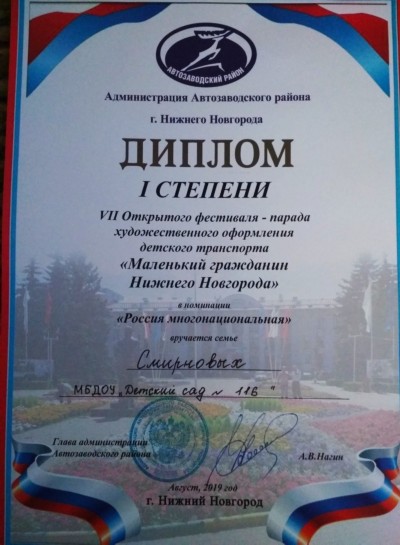 АВТОЗАВОДСКИЙ РАЙОН
Администрация Автозаводского района
г. Нижнего Новгорода
ДИПЛОМ
I СТЕПЕНИ
VII Открытого фестиваля - парада
художественного оформления
детского транспорта
«Маленький гражданин
Нижнего Новгорода»
в номинации
«Россия многонациональная»
вручается семье
Смирновых
МБДОУ „Детский сад № 116"
Глава администрации
Автозаводского района
А.В.Нагин
Август, 2019 год
г. Нижний Новгород